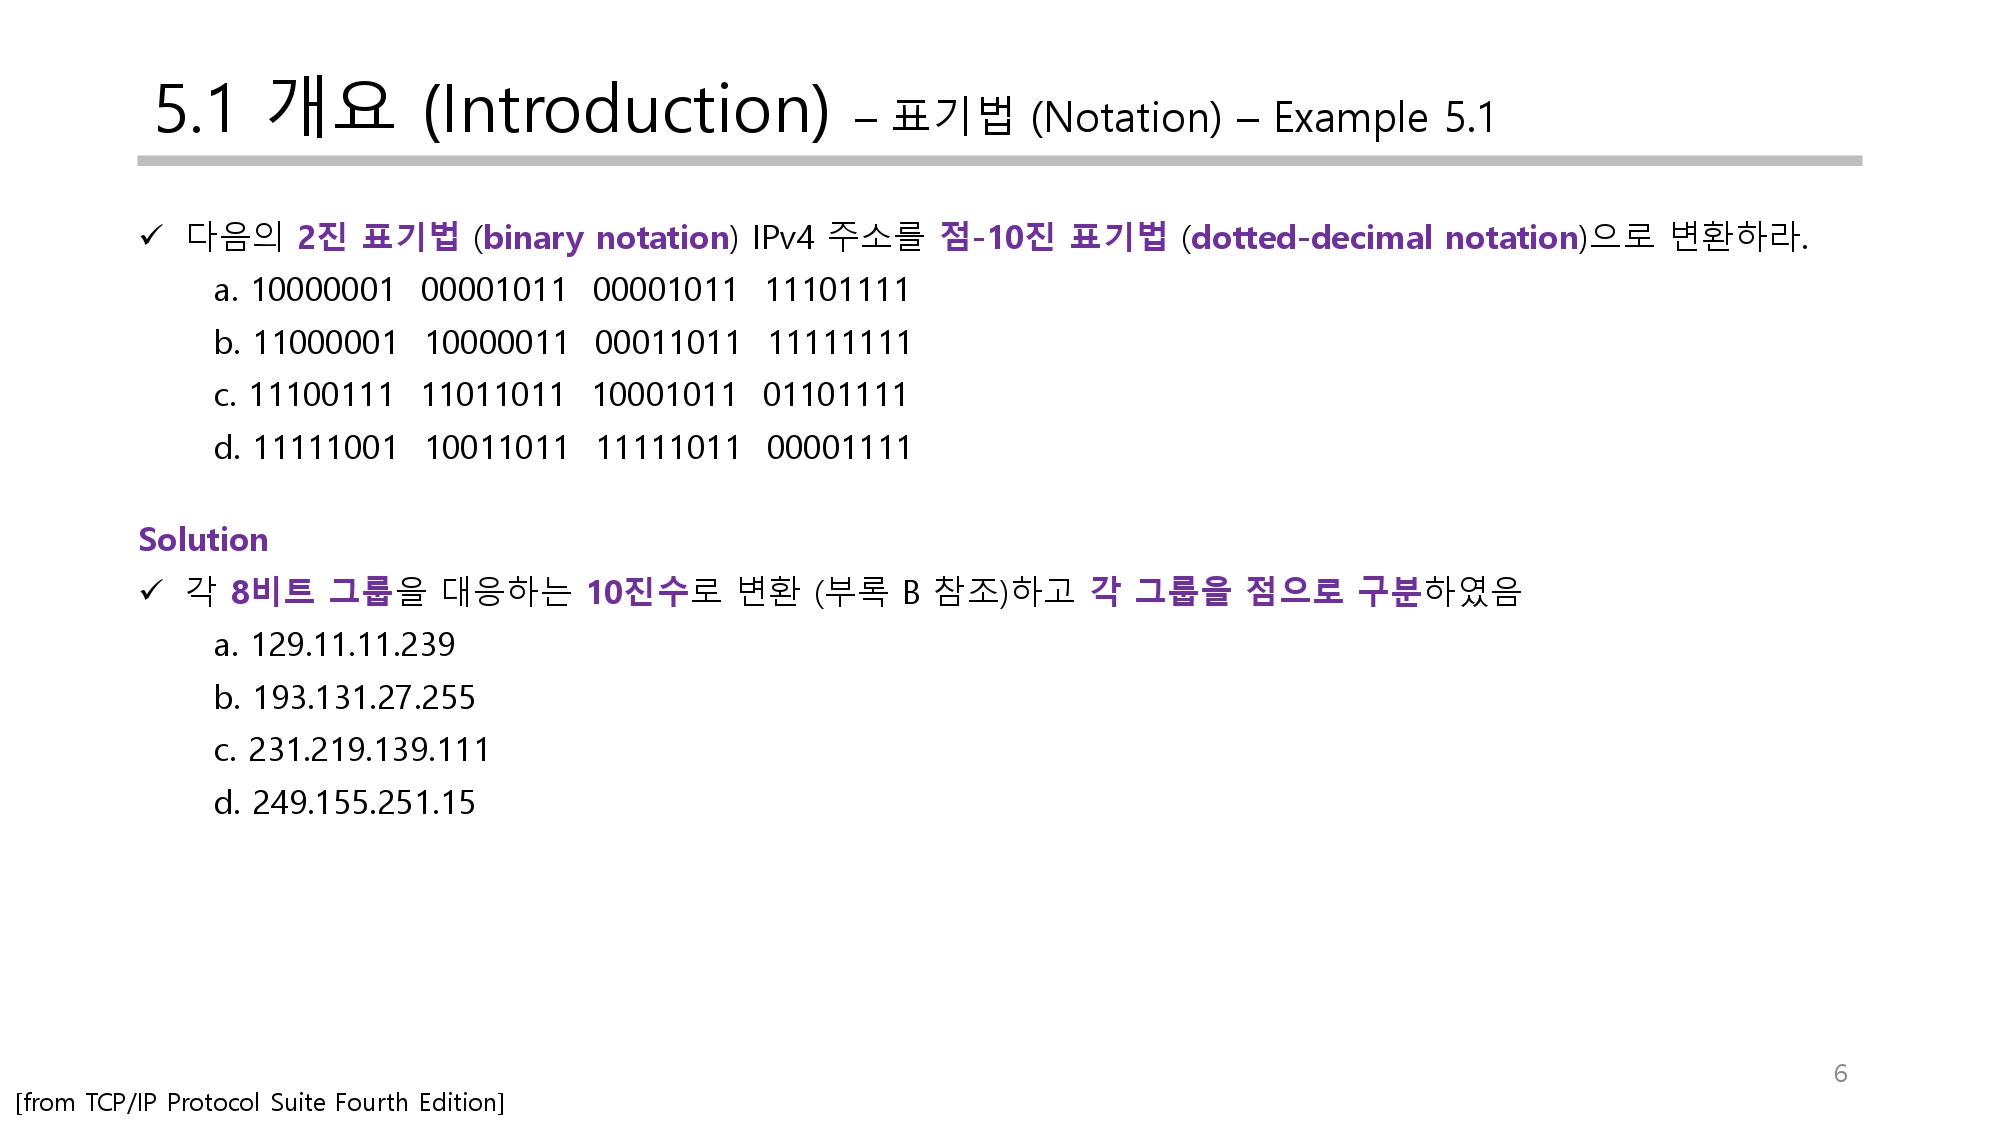 5.1 개요 (Introduction) – 표기법 (Notation) – Example 5.1
✓ 다음의 2진 표기법 (binary notation) IPv4 주소를 점-10진 표기법 (dotted-decimal notation)으로 변환하라.
a. 10000001 00001011 00001011 11101111
b. 11000001 10000011 00011011 11111111
c. 11100111 11011011 10001011 01101111
d. 11111001 10011011 11111011 00001111
Solution
✓ 각 8비트 그룹을 대응하는 10진수로 변환 (부록 B 참조)하고 각 그룹을 점으로 구분하였음
a. 129.11.11.239
b. 193.131.27.255
c. 231.219.139.111
d. 249.155.251.15
6
[from TCP/IP Protocol Suite Fourth Edition]